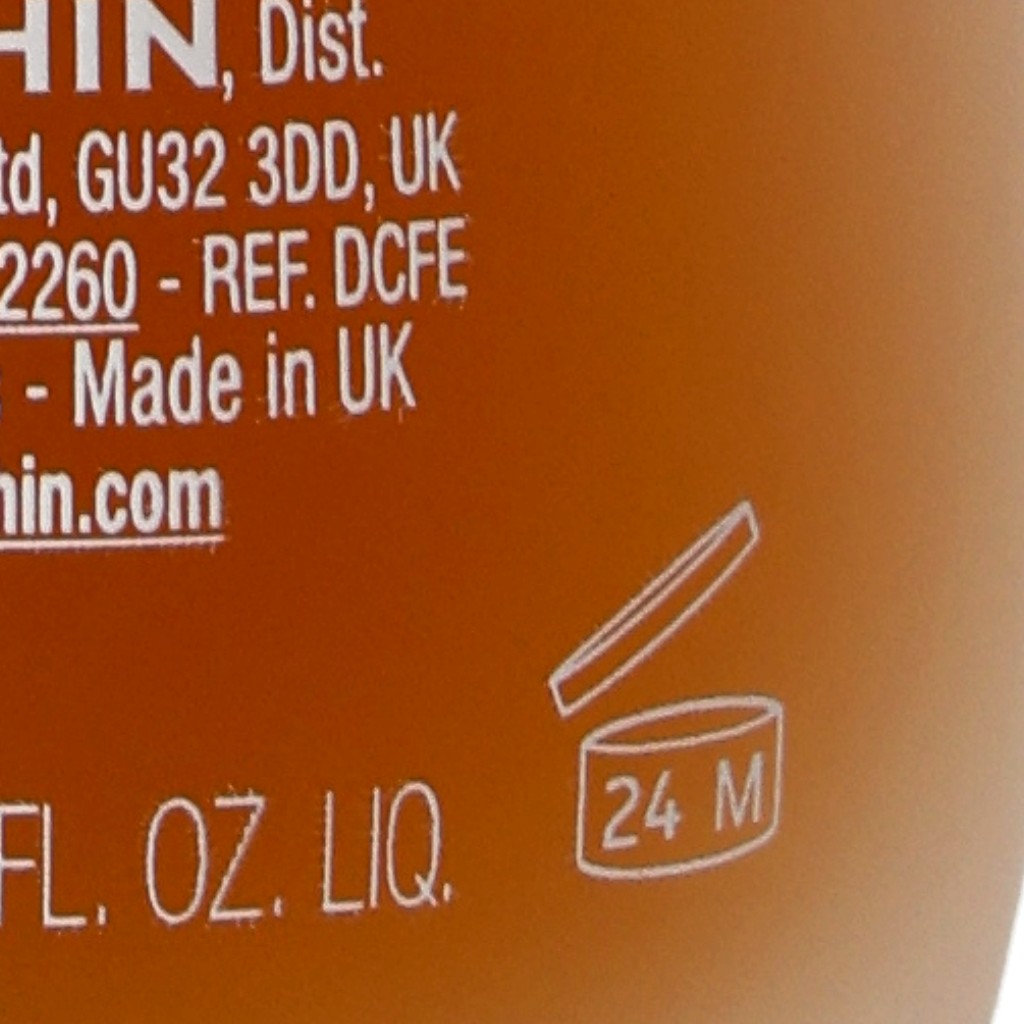 HIN, Dist.
td, GU32 3DD, UK
2260 - REF. DCFE
- Made in UK
hin.com
24 M
FL. OZ. LIQ.